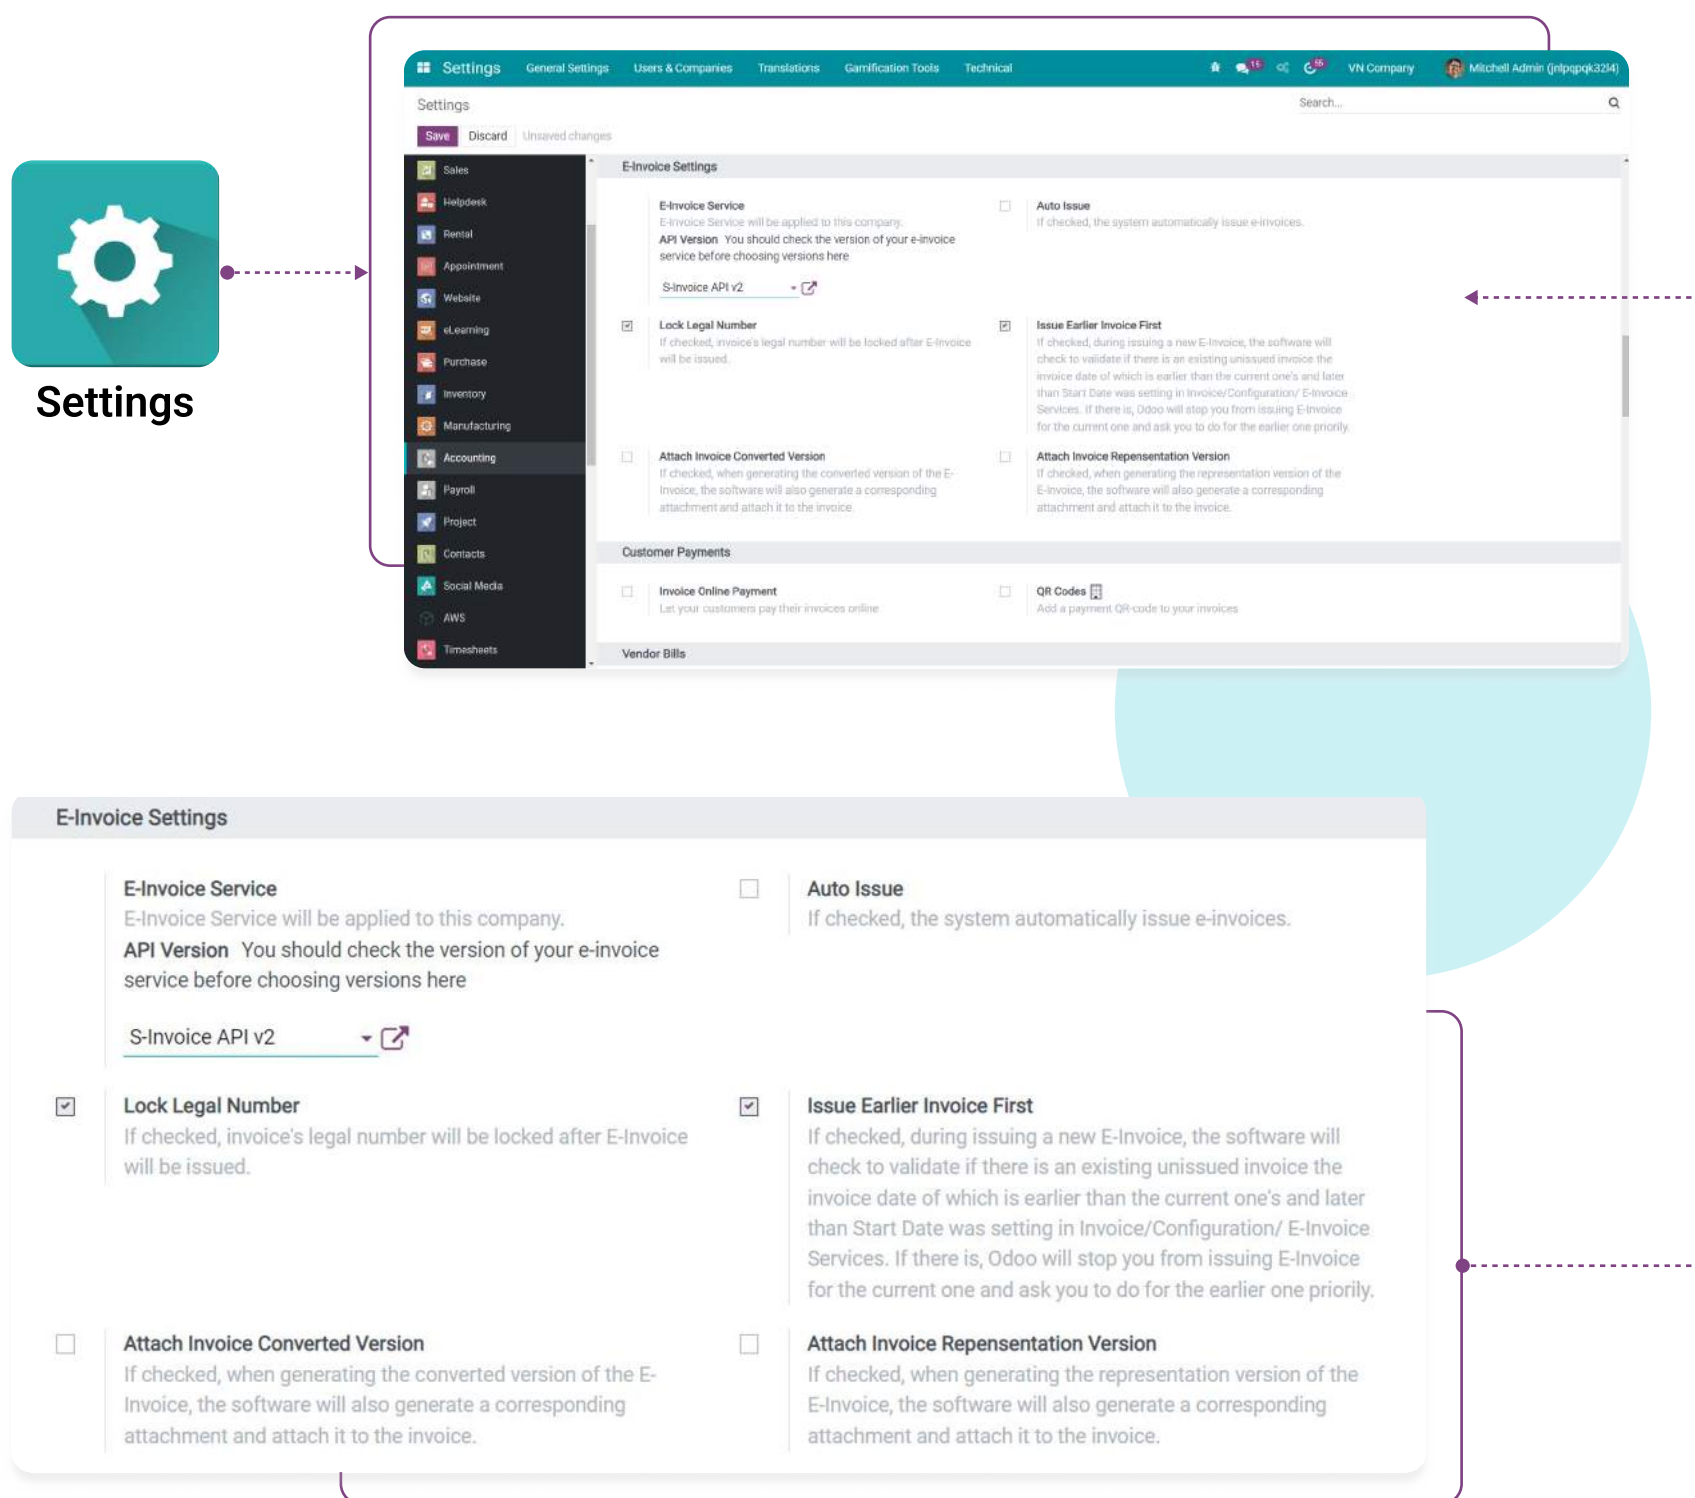 Settings
Settings General Settings Users & Companies Translations Gamification Tools Technical VN Company Mitchell Admin (jnlpqpqk32l4)
Settings
Search...
Save Discard Unsaved changes
Sales
Helpdesk
Rental
Appointment
Website
eLearning
Purchase
Inventory
Manufacturing
Accounting
Payroll
Project
Contacts
Social Media
AWS
Timesheets
E-Invoice Settings
E-Invoice Service
E-Invoice Service will be applied to this company.
API Version You should check the version of your e-invoice
service before choosing versions here
S-Invoice API v2
Auto Issue
If checked, the system automatically issue e-invoices.
Lock Legal Number
If checked, invoice's legal number will be locked after E-Invoice
will be issued.
Issue Earlier Invoice First
If checked, during issuing a new E-Invoice, the software will
check to validate if there is an existing unissued invoice the
invoice date of which is earlier than the current one's and later
than Start Date was setting in Invoice/Configuration/ E-Invoice
Services. If there is, Odoo will stop you from issuing E-Invoice
for the current one and ask you to do for the earlier one priorily.
Attach Invoice Converted Version
If checked, when generating the converted version of the E-
Invoice, the software will also generate a corresponding
attachment and attach it to the invoice.
Attach Invoice Repensentation Version
If checked, when generating the representation version of the
E-Invoice, the software will also generate a corresponding
attachment and attach it to the invoice.
Customer Payments
Invoice Online Payment
Let your customers pay their invoices online
QR Codes
Add a payment QR-code to your invoices
Vendor Bills
E-Invoice Settings
E-Invoice Service
E-Invoice Service will be applied to this company.
API Version You should check the version of your e-invoice
service before choosing versions here
S-Invoice API v2
Auto Issue
If checked, the system automatically issue e-invoices.
Lock Legal Number
If checked, invoice's legal number will be locked after E-Invoice
will be issued.
Issue Earlier Invoice First
If checked, during issuing a new E-Invoice, the software will
check to validate if there is an existing unissued invoice the
invoice date of which is earlier than the current one's and later
than Start Date was setting in Invoice/Configuration/ E-Invoice
Services. If there is, Odoo will stop you from issuing E-Invoice
for the current one and ask you to do for the earlier one priorily.
Attach Invoice Converted Version
If checked, when generating the converted version of the E-
Invoice, the software will also generate a corresponding
attachment and attach it to the invoice.
Attach Invoice Repensentation Version
If checked, when generating the representation version of the
E-Invoice, the software will also generate a corresponding
attachment and attach it to the invoice.